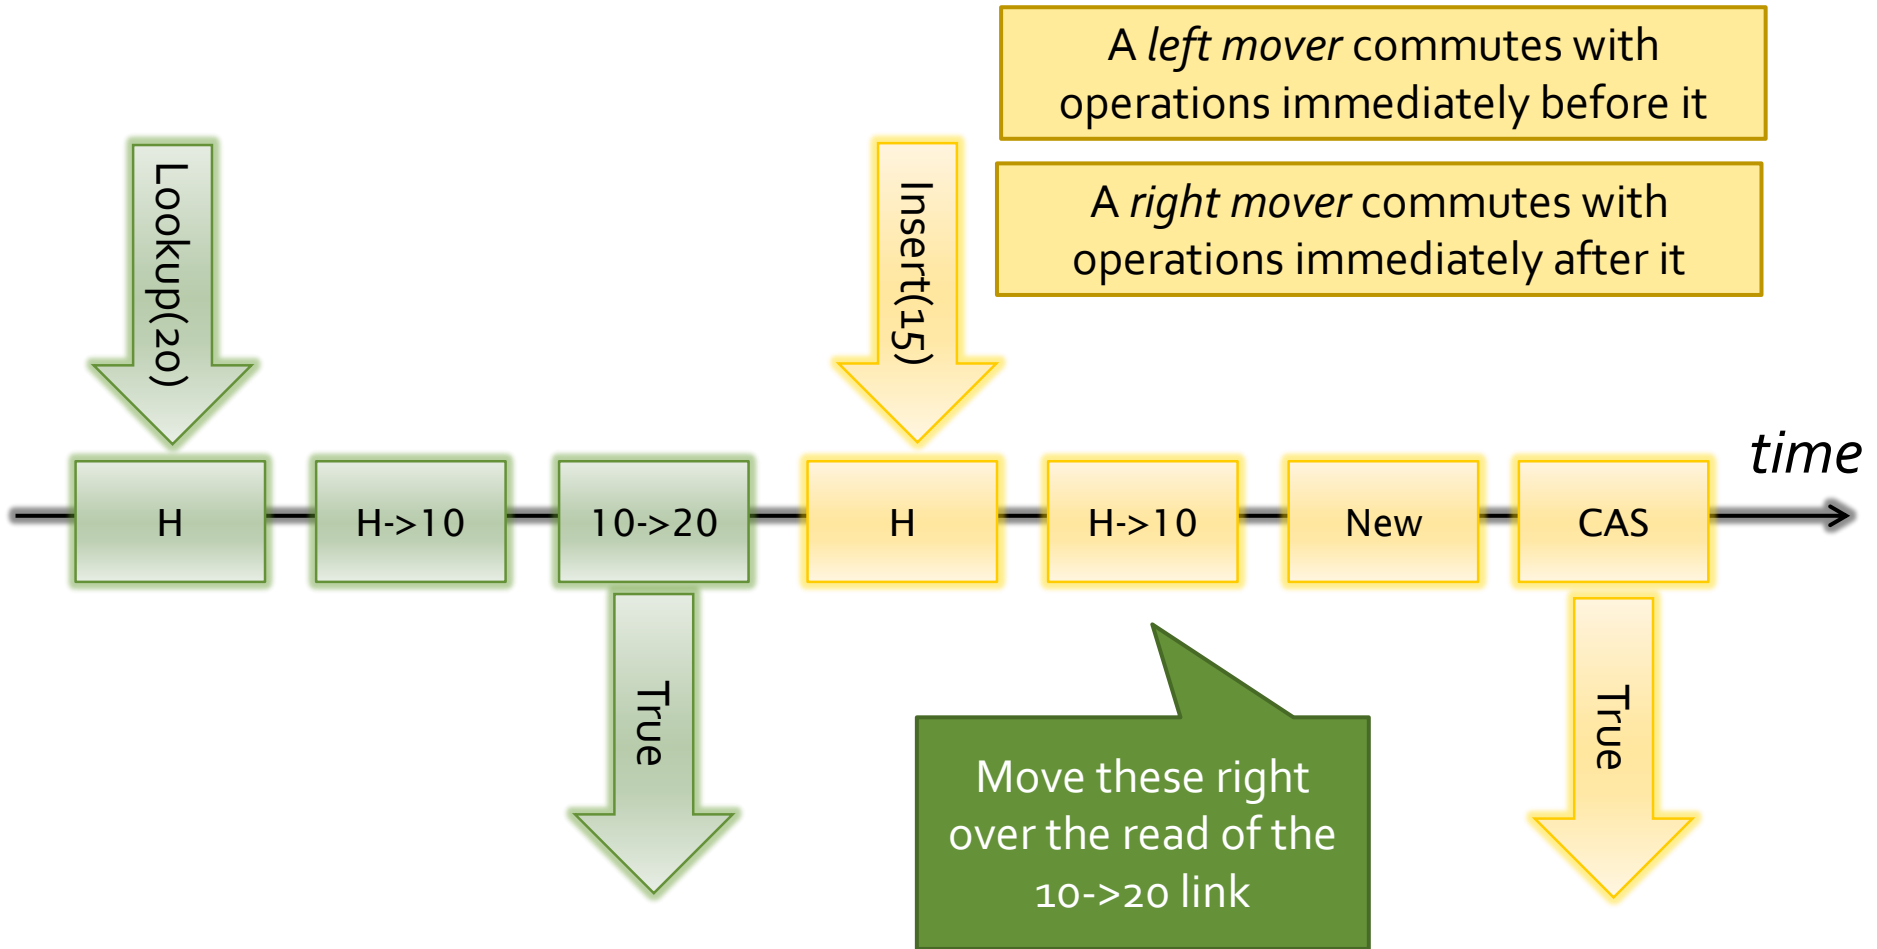 A left mover commutes with
operations immediately before it
A right mover commutes with
operations immediately after it
Lookup(20)
Insert(15)
time
H
H->10
10->20
H
H->10
New
CAS
True
True
Move these right
over the read of the
10->20 link